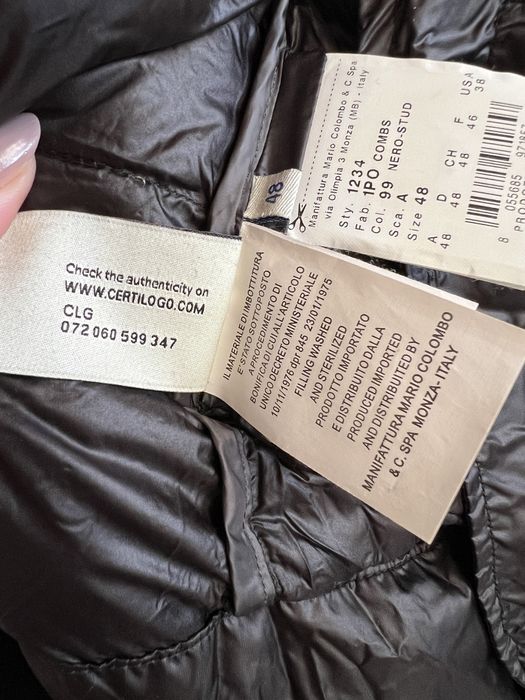 Check the authenticity on
WWW.CERTILOGO.COM
CLG
072 060 599 347
48
Manifattura Mario Colombo & C Spa
via Olimpia 3 Monza (MB) - Italy
Sty. 1234
Fab. 1PO COMBS
Col. 99 NERO-STUD
Sca. A
Size 48
A D CH F USA
48 48 48 46 38
8 055685
IL MATERIALE DI IMBOTTITURA
E' STATO SOTTOPOSTO
A PROCEDIMENTO DI
BONIFICA DI CUI ALL'ARTICOLO
UNICO DECRETO MINISTERIALE
10/11/1976 dpr 845 23/01/1975
FILLING WASHED
AND STERILIZED
PRODOTTO IMPORTATO
E DISTRIBUITO DALLA
PRODUCED IMPORTED
AND DISTRIBUTED BY
MANIFATTURA MARIO COLOMBO
& C. SPA MONZA- ITALY